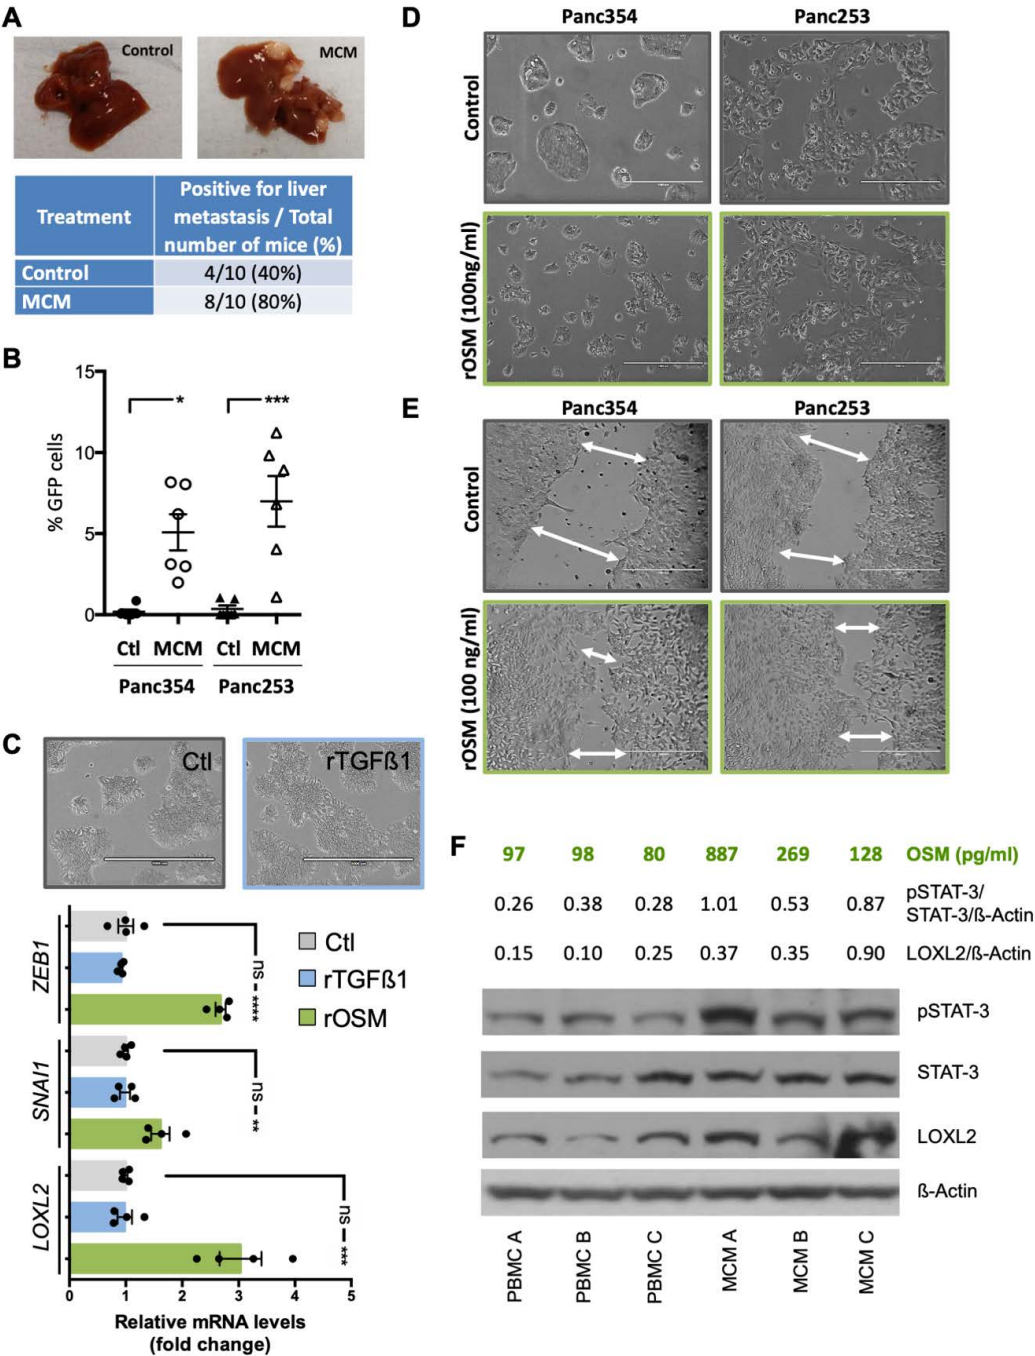 A
Control
MCM
Treatment
Positive for liver
metastasis / Total
number of mice (%)
Control
4/10 (40%)
MCM
8/10 (80%)
B
% GFP cells
15
10
5
0
*
***
Ctl MCM Ctl MCM
Panc354 Panc253
C
Ctl
rTGFß1
ZEB1
SNAI1
LOXL2
Ctl
rTGFß1
rOSM
ns
****
ns
**
ns
***
0 1 2 3 4 5
Relative mRNA levels
(fold change)
D
Panc354 Panc253
Control
rOSM (100ng/ml)
E
Panc354 Panc253
Control
rOSM (100 ng/ml)
F
97 98 80 887 269 128 OSM (pg/ml)
0.26 0.38 0.28 1.01 0.53 0.87 pSTAT-3/
STAT-3/ß-Actin
0.15 0.10 0.25 0.37 0.35 0.90 LOXL2/ß-Actin
pSTAT-3
STAT-3
LOXL2
ß-Actin
PBMC A
PBMC B
PBMC C
MCM A
MCM B
MCM C